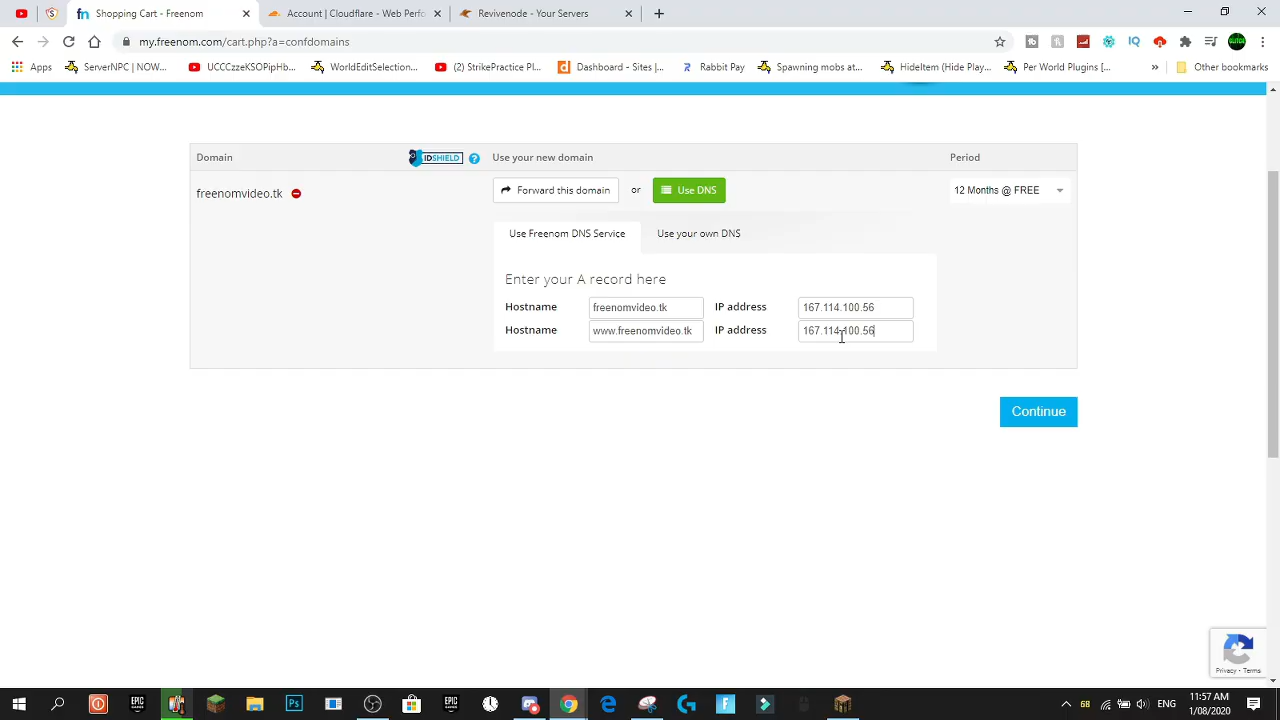 Shopping Cart - Freenom
Account | Cloudflare - Web Perfo
Revivenode - Your Servers
my.freenom.com/cart.php?a=confdomains
Apps
ServerNPC | NOW...
UCCCzzeKSOPipHb...
WorldEditSelection...
(2) StrikePractice Pl...
Dashboard - Sites |...
Rabbit Pay
Spawning mobs at...
HideItem (Hide Play...
Per World Plugins [...
»
Other bookmarks
Domain
IDSHIELD
?
Use your new domain
Period
freenomvideo.tk
Forward this domain
or
Use DNS
12 Months @ FREE
Use Freenom DNS Service
Use your own DNS
Enter your A record here
Hostname
freenomvideo.tk
IP address
167.114.100.56
Hostname
www.freenomvideo.tk
IP address
167.114.100.56
Continue
Privacy - Terms
68
ENG
11:57 AM
1/08/2020